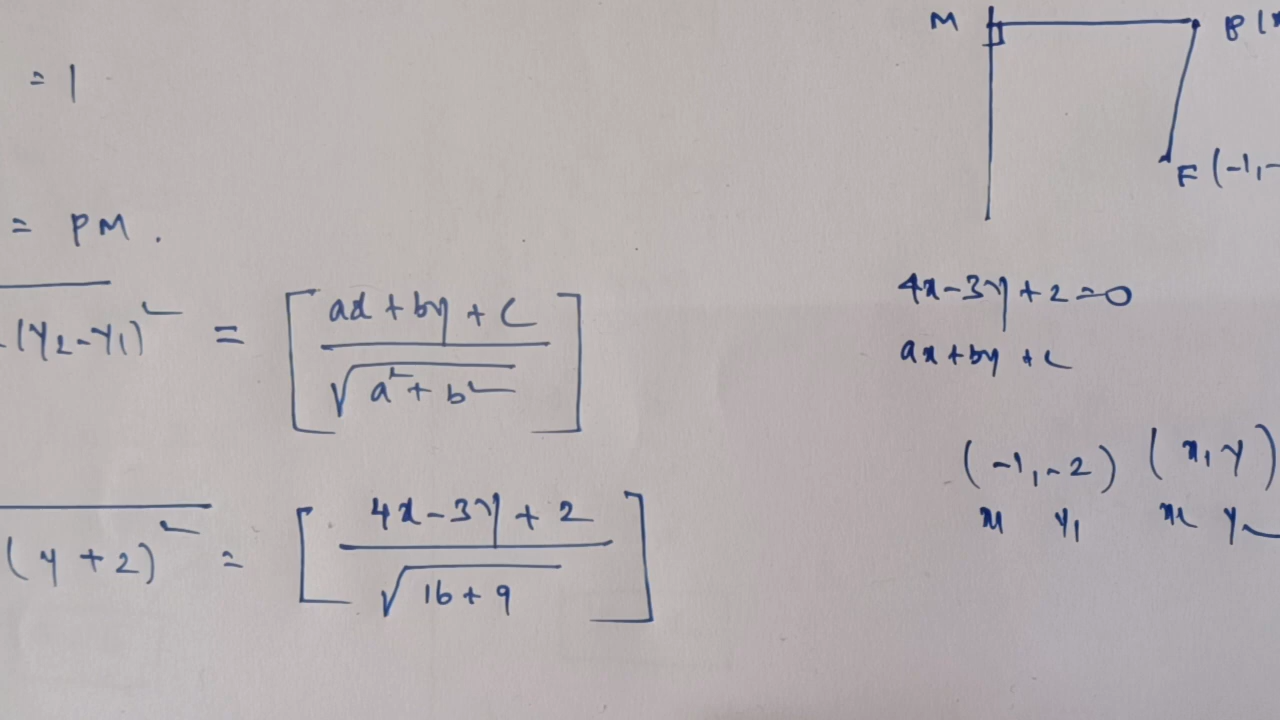 = 1
= PM .
(y₂-y₁)² = [ax + by + c / √a² + b²]
(y + 2)² = [4x - 3y + 2 / √16 + 9]
M P(x
F (-1,-
4x - 3y + 2 = 0
ax + by + c
(-1, -2) (x, y)
x₁ y₁ x₂ y₂